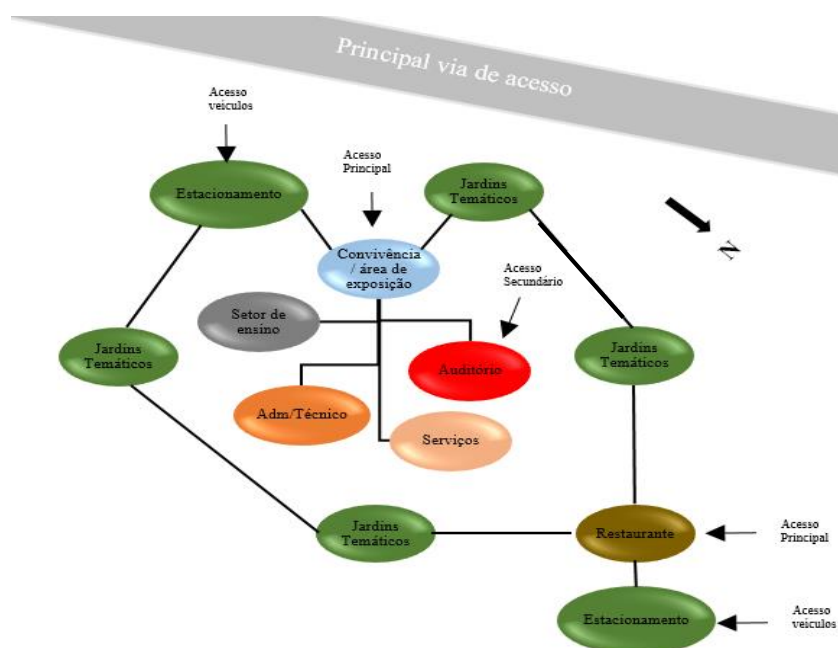 Principal via de acesso
Acesso
veiculos
Acesso
Principal
Estacionamento
Jardins
Temáticos
N
Convivência
/ área de
exposição
Acesso
Secundário
Setor de
ensino
Jardins
Temáticos
Auditório
Jardins
Temáticos
Adm/Técnico
Serviços
Jardins
Temáticos
Restaurante
Acesso
Principal
Estacionamento
Acesso
veiculos